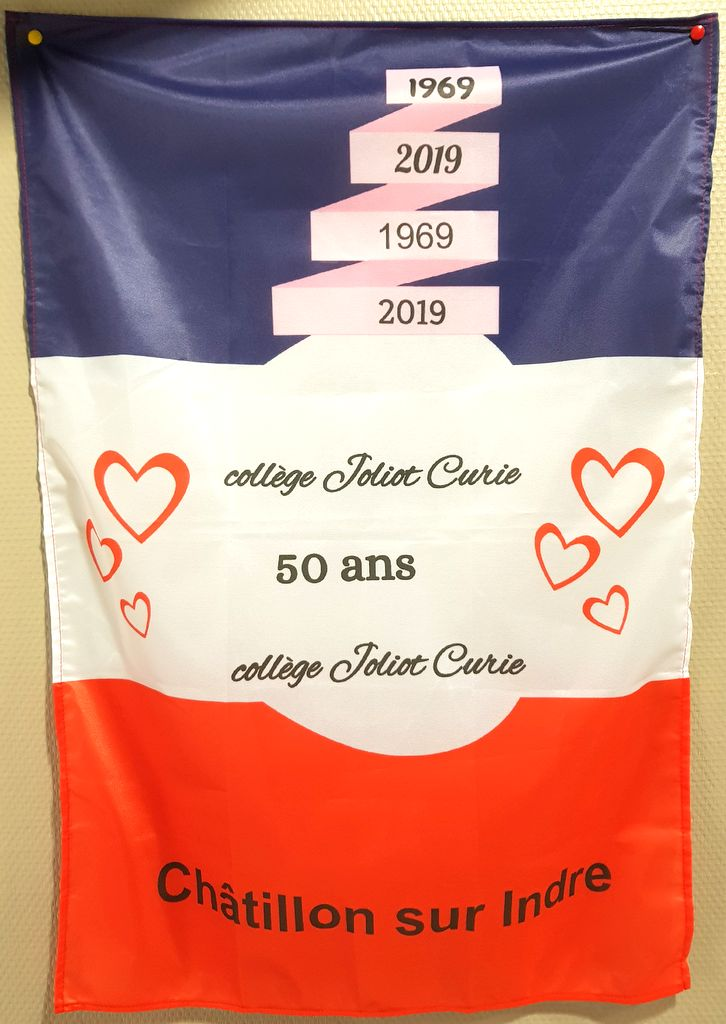 1969
2019
1969
2019
collège Joliot Curie
50 ans
collège Joliot Curie
Châtillon sur Indre